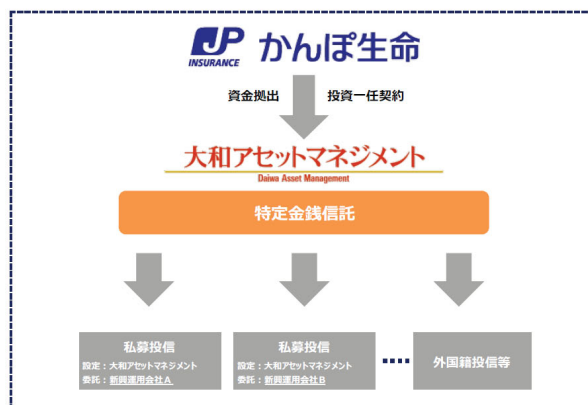 JP
INSURANCE
かんぽ生命
資金拠出 投資一任契約
大和アセットマネジメント
Daiwa Asset Management
特定金銭信託
私募投信
設定：大和アセットマネジメント
委託：新興運用会社A
私募投信
設定：大和アセットマネジメント
委託：新興運用会社B
外国籍投信等